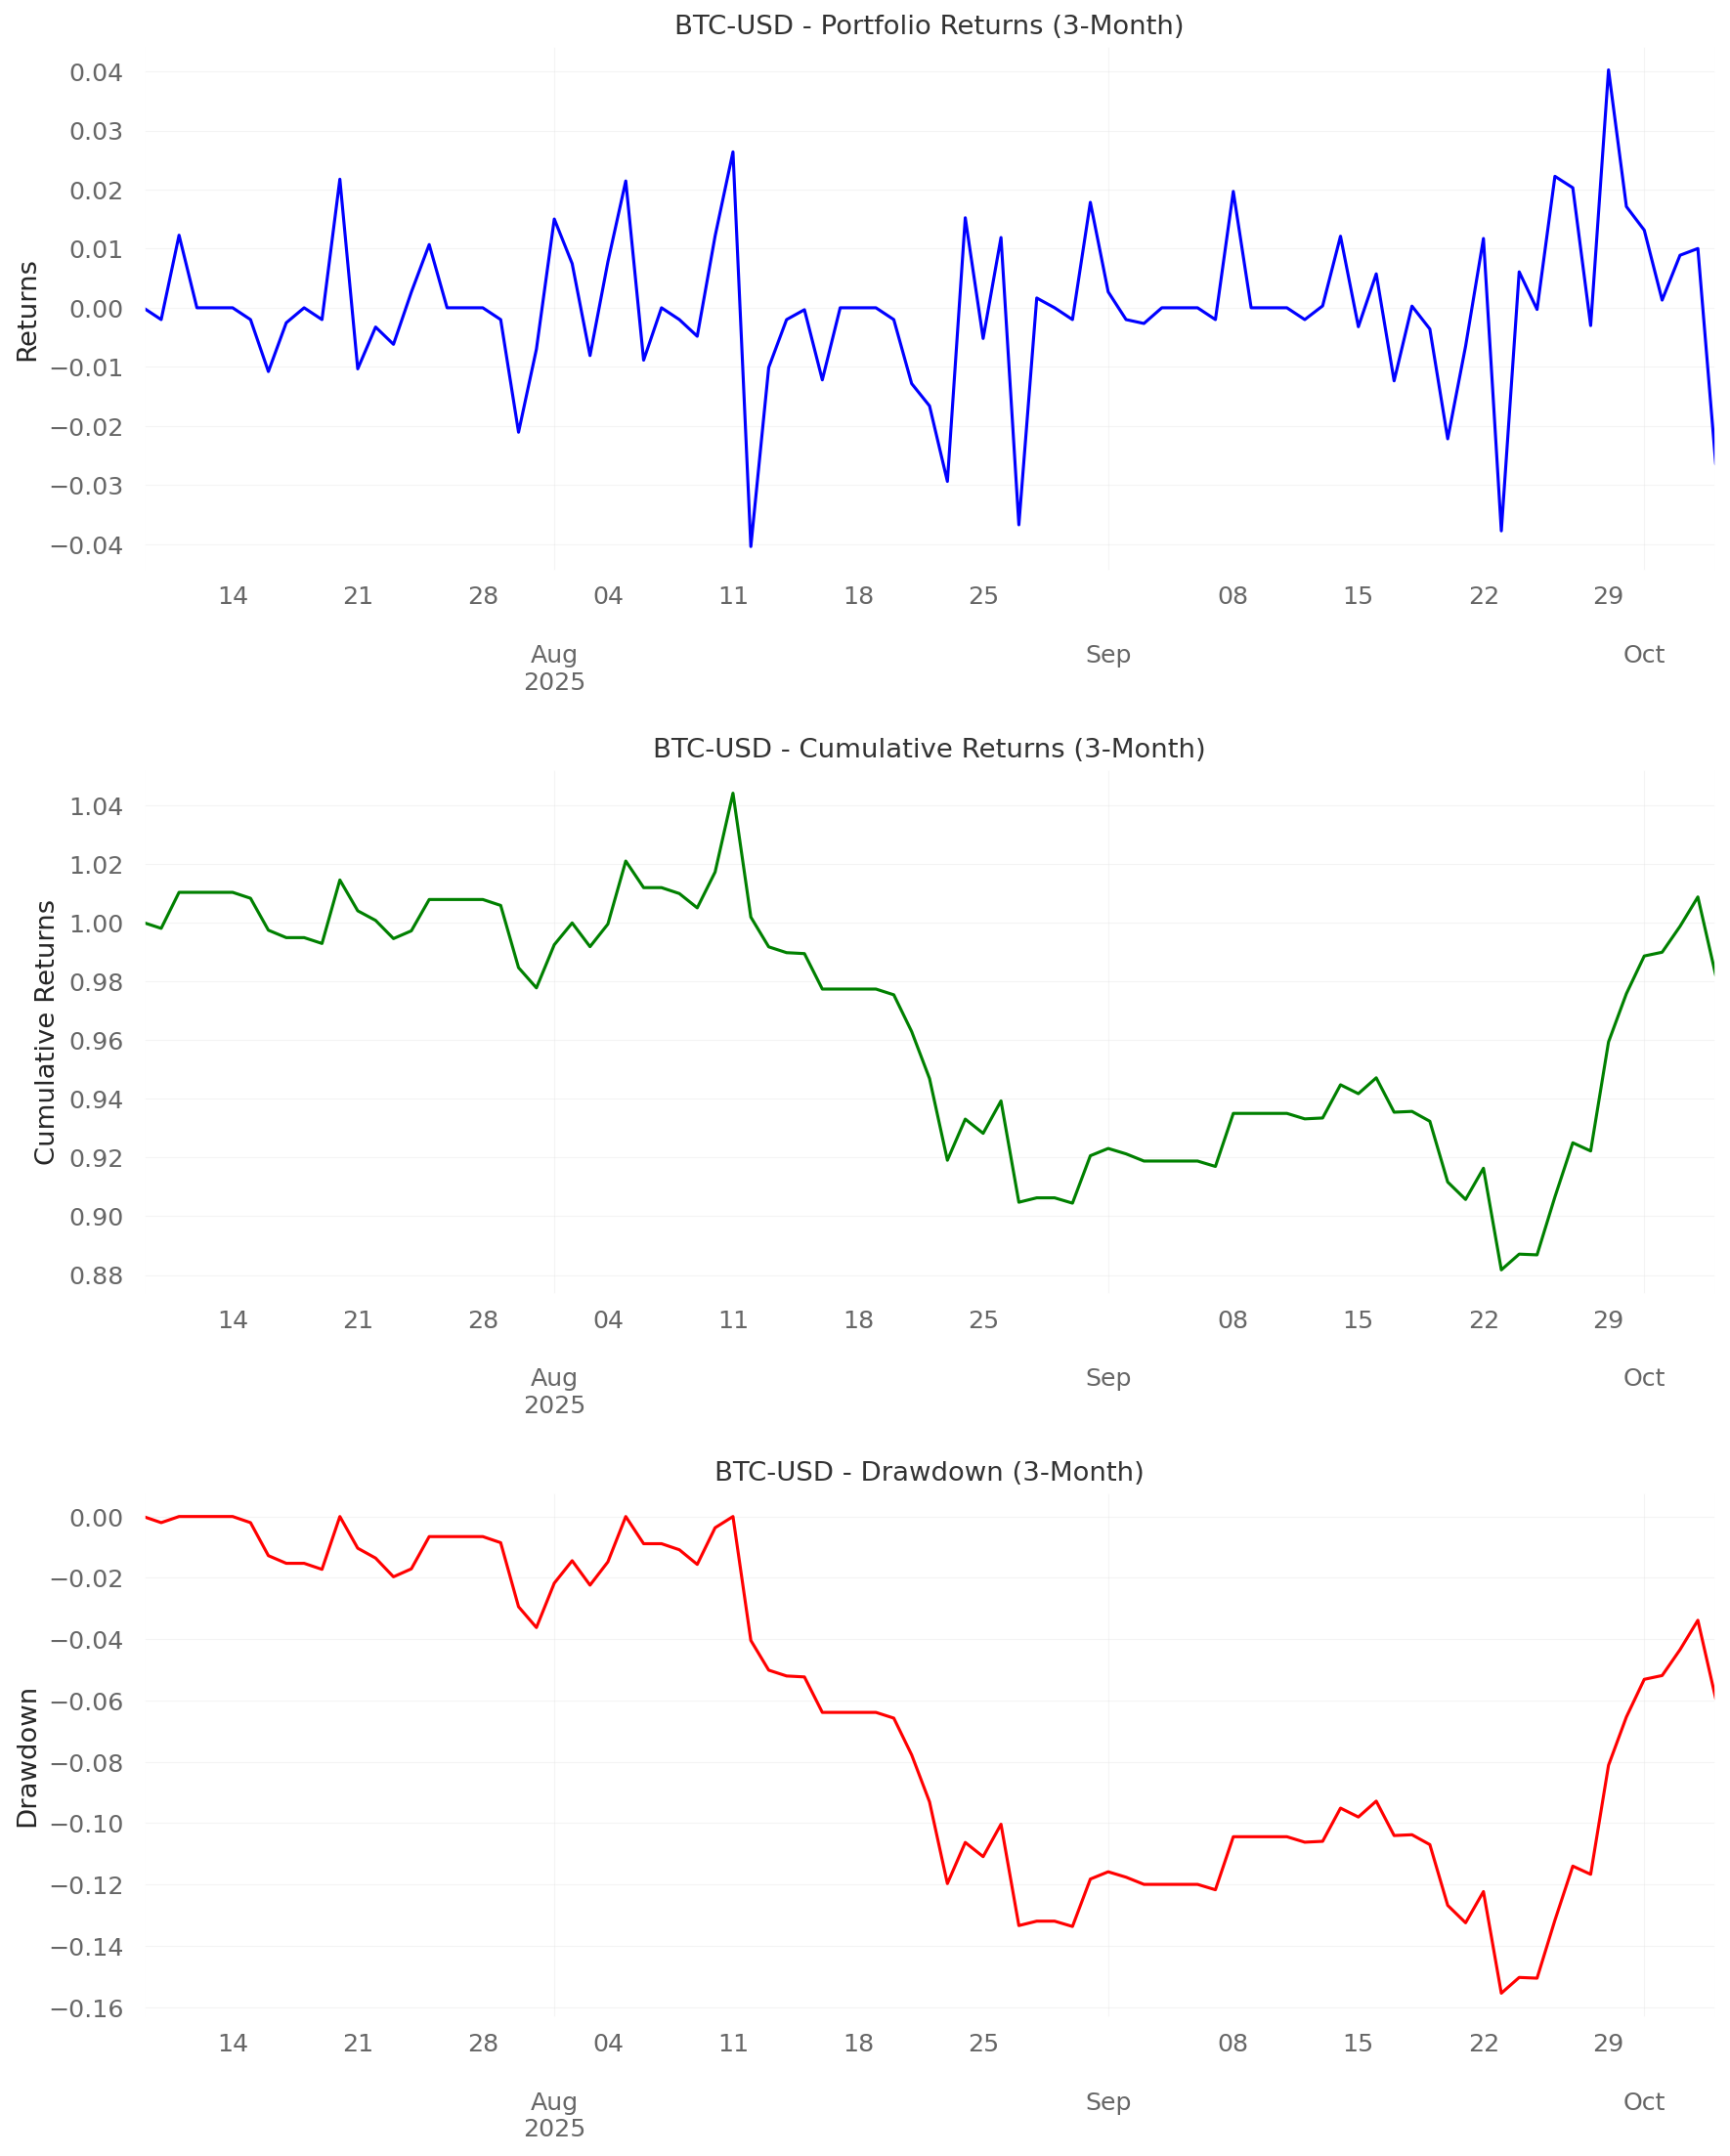 BTC-USD - Portfolio Returns (3-Month)
Returns
0.04
0.03
0.02
0.01
0.00
−0.01
−0.02
−0.03
−0.04
14 21 28 04 11 18 25 08 15 22 29
Aug Sep Oct
2025
BTC-USD - Cumulative Returns (3-Month)
Cumulative Returns
1.04
1.02
1.00
0.98
0.96
0.94
0.92
0.90
0.88
14 21 28 04 11 18 25 08 15 22 29
Aug Sep Oct
2025
BTC-USD - Drawdown (3-Month)
Drawdown
0.00
−0.02
−0.04
−0.06
−0.08
−0.10
−0.12
−0.14
−0.16
14 21 28 04 11 18 25 08 15 22 29
Aug Sep Oct
2025